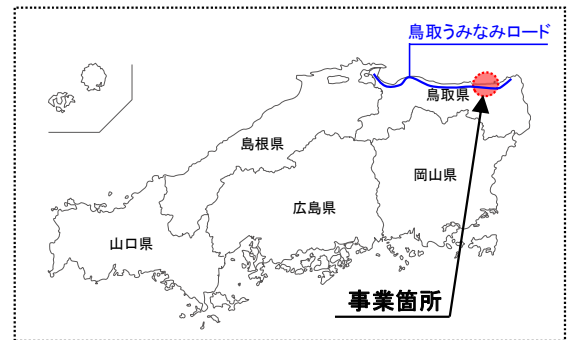 鳥取うみなみロード
鳥取県
島根県
岡山県
広島県
山口県
事業箇所